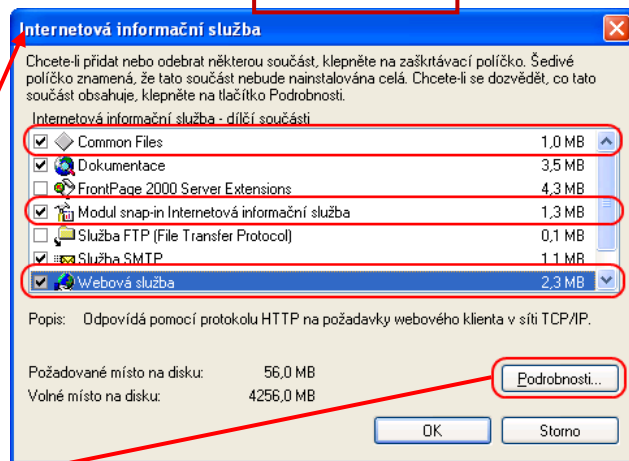 Internetová informační služba
Chcete-li přidat nebo odebrat některou součást, klepněte na zaškrtávací políčko. Šedivé
políčko znamená, že tato součást nebude nainstalována celá. Chcete-li se dozvědět, co tato
součást obsahuje, klepněte na tlačítko Podrobnosti.
Internetová informační služba - dílčí součásti
Common Files 1,0 MB
Dokumentace 3,5 MB
FrontPage 2000 Server Extensions 4,3 MB
Modul snap-in Internetová informační služba 1,3 MB
Služba FTP (File Transfer Protocol) 0,1 MB
Služba SMTP 1,1 MB
Webová služba 2,3 MB
Popis: Odpovídá pomocí protokolu HTTP na požadavky webového klienta v síti TCP/IP.
Požadované místo na disku: 56,0 MB
Podrobnosti...
Volné místo na disku: 4256,0 MB
OK Storno